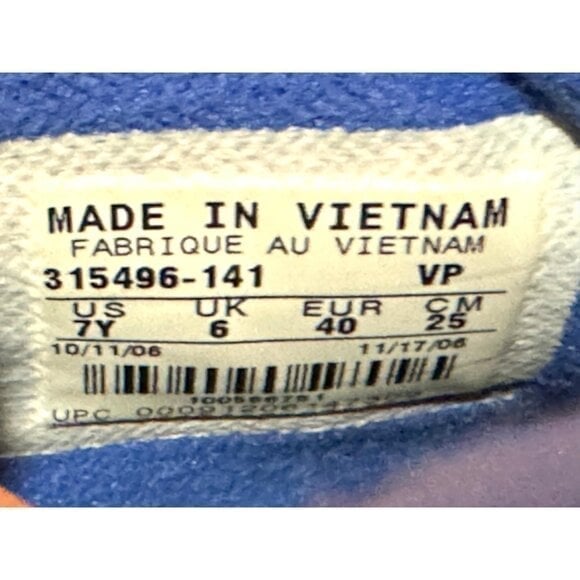 MADE IN VIETNAM
FABRIQUE AU VIETNAM
315496-141 VP
US UK EUR CM
7Y 6 40 25
10/11/06 11/17/06
UPC